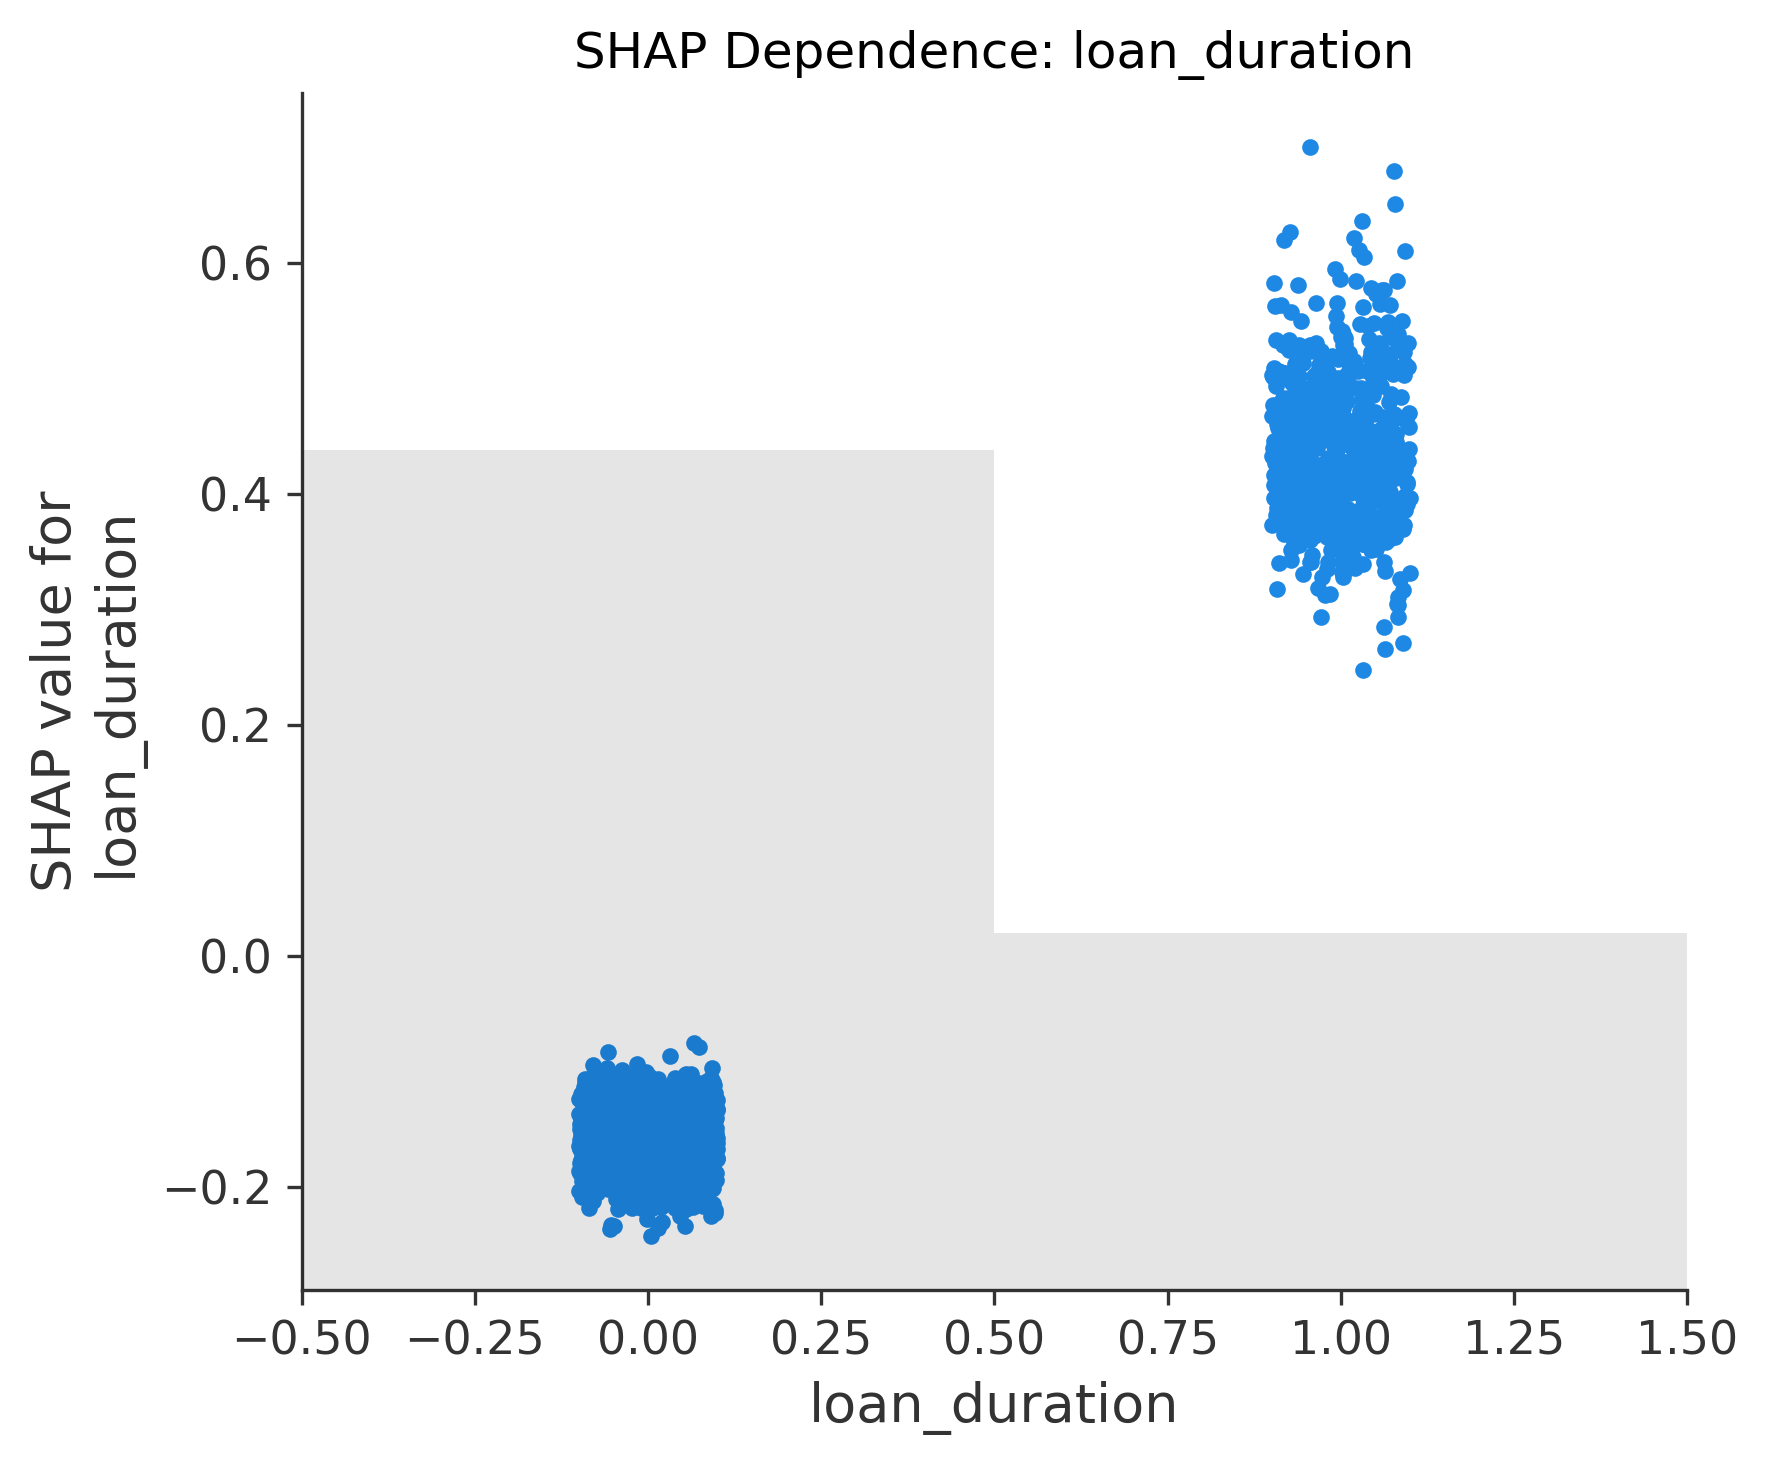 SHAP Dependence: loan_duration
SHAP value for
loan_duration
0.6
0.4
0.2
0.0
−0.2
−0.50 −0.25 0.00 0.25 0.50 0.75 1.00 1.25 1.50
loan_duration